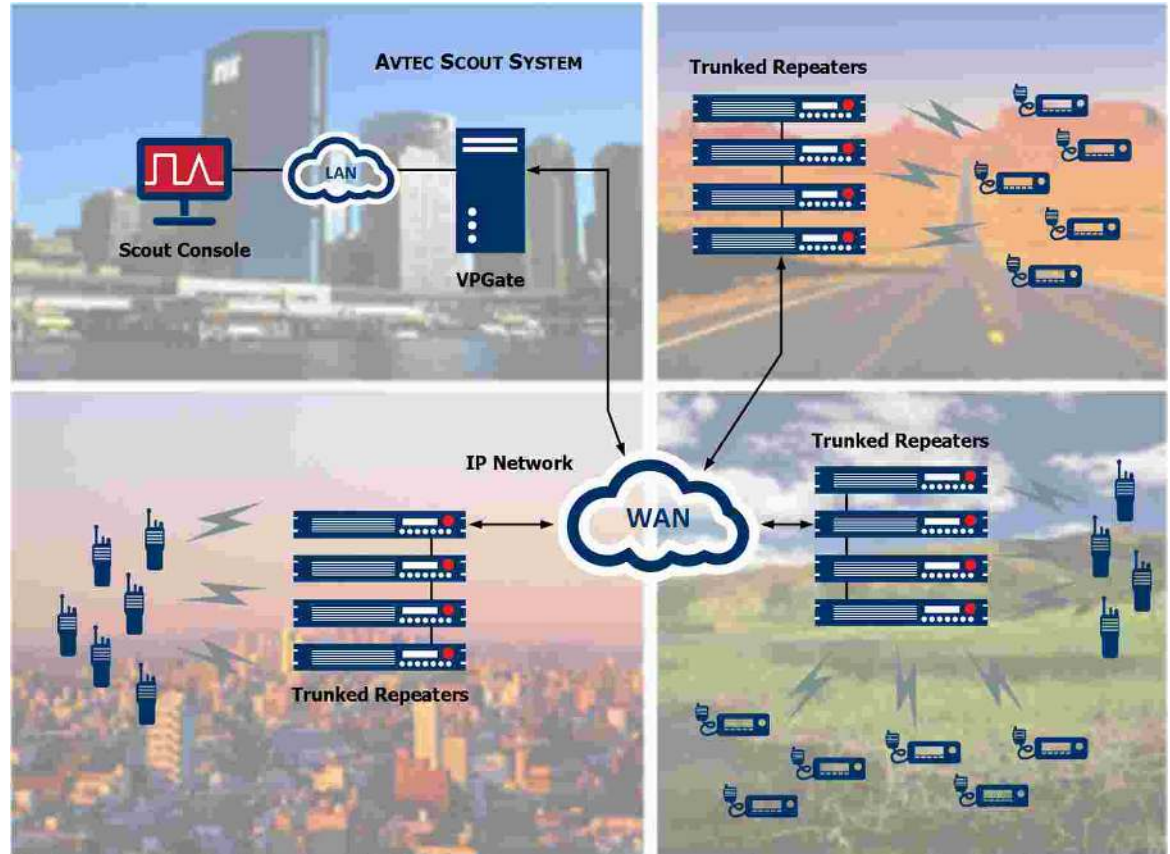 AVTEC SCOUT SYSTEM
LAN
Scout Console
VPGate
Trunked Repeaters
IP Network
WAN
Trunked Repeaters
Trunked Repeaters